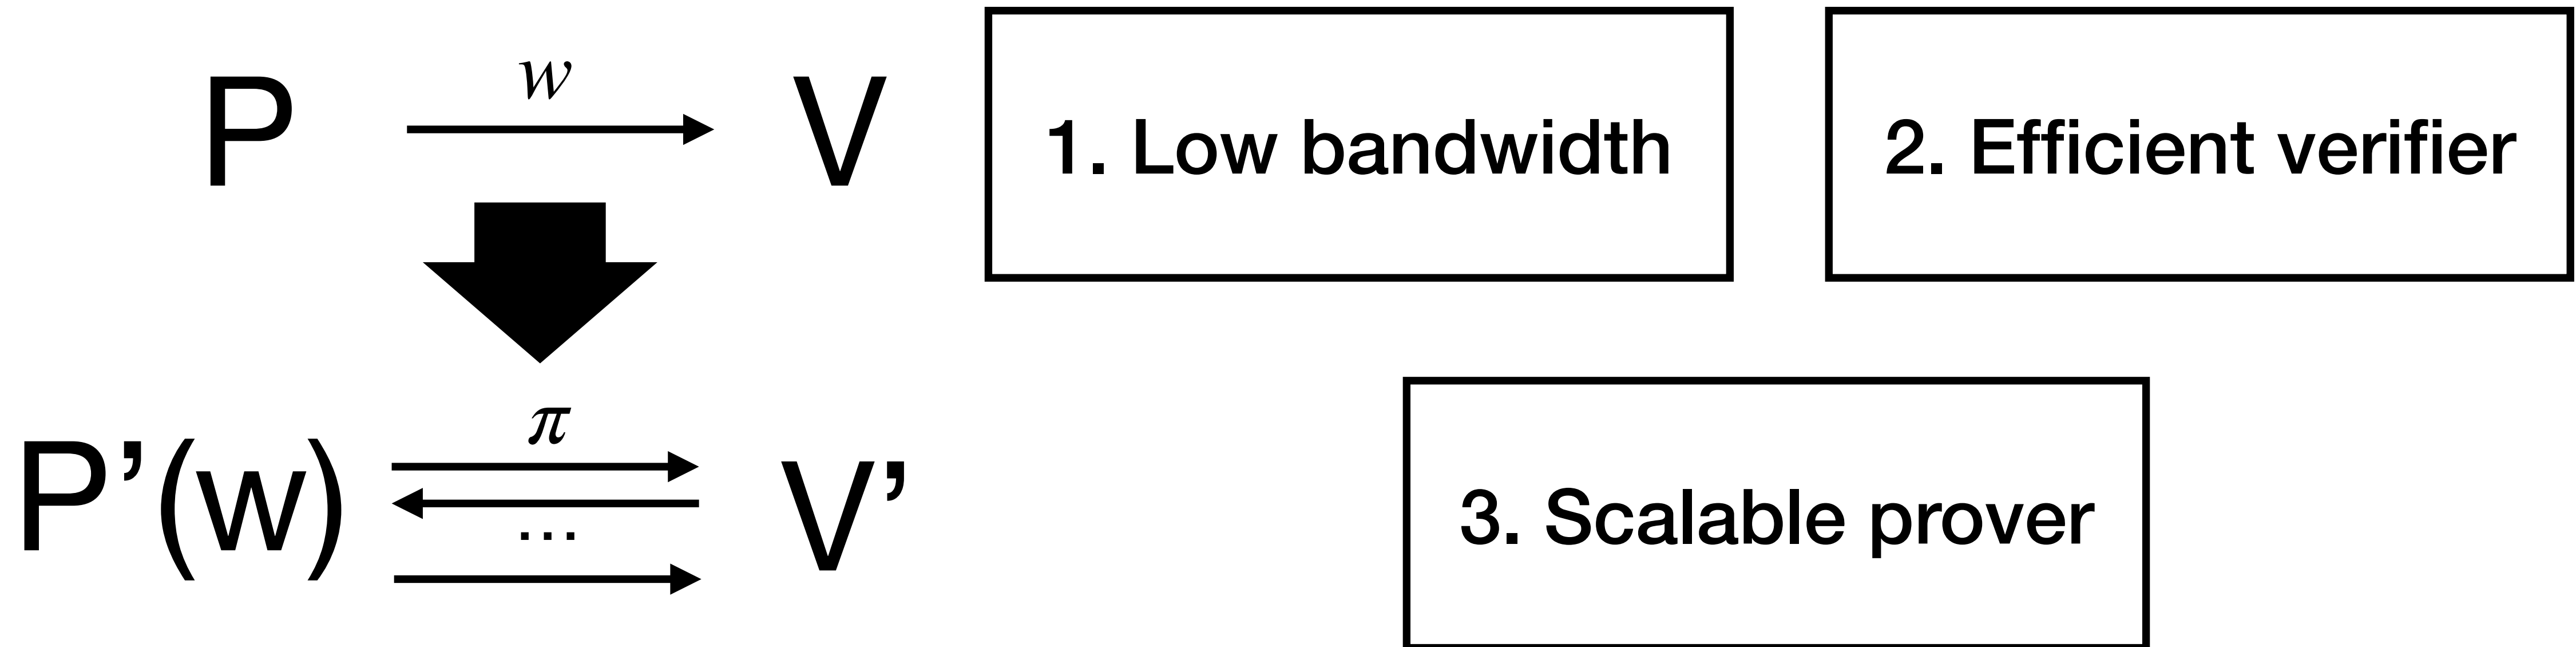 P w V
1. Low bandwidth
2. Efficient verifier
P’(w) π V’
...
3. Scalable prover